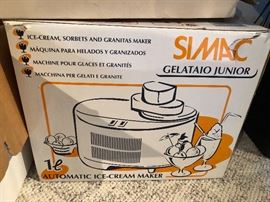 ICE-CREAM, SORBETS AND GRANITAS MAKER
MÁQUINA PARA HELADOS Y GRANIZADOS
MACHINE POUR GLACES ET GRANITÉS
MACCHINA PER GELATI E GRANITE
SIMAC
GELATAIO JUNIOR
1ℓ
AUTOMATIC ICE-CREAM MAKER